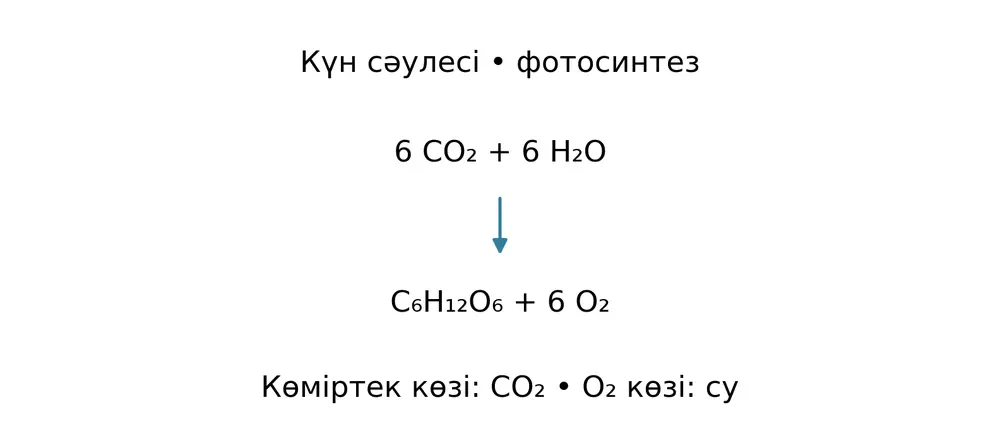 Күн сәулесі • фотосинтез
6 CO₂ + 6 H₂O
C₆H₁₂O₆ + 6 O₂
Көміртек көзі: CO₂ • O₂ көзі: су